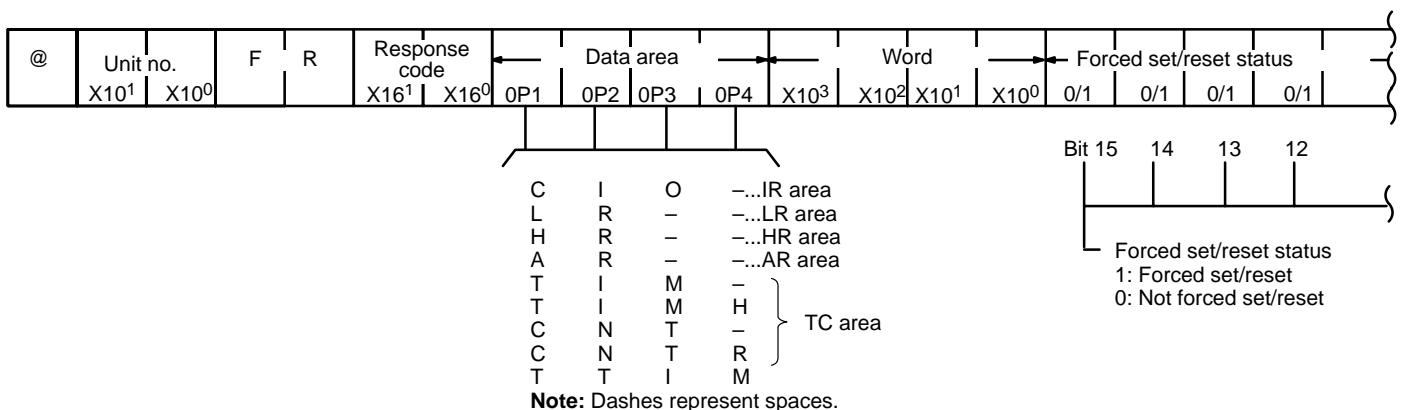 @ Unit no. F R Response code Data area Word Forced set/reset status
X10¹ X10⁰ X16¹ X16⁰ 0P1 0P2 0P3 0P4 X10³ X10² X10¹ X10⁰ 0/1 0/1 0/1 0/1
Bit 15 14 13 12
C I O –...IR area
L R – –...LR area
H R – –...HR area
A R – –...AR area
T I M –
T I M H
C N T –
C N T R
T T I M
TC area
Note: Dashes represent spaces.
Forced set/reset status
1: Forced set/reset
0: Not forced set/reset